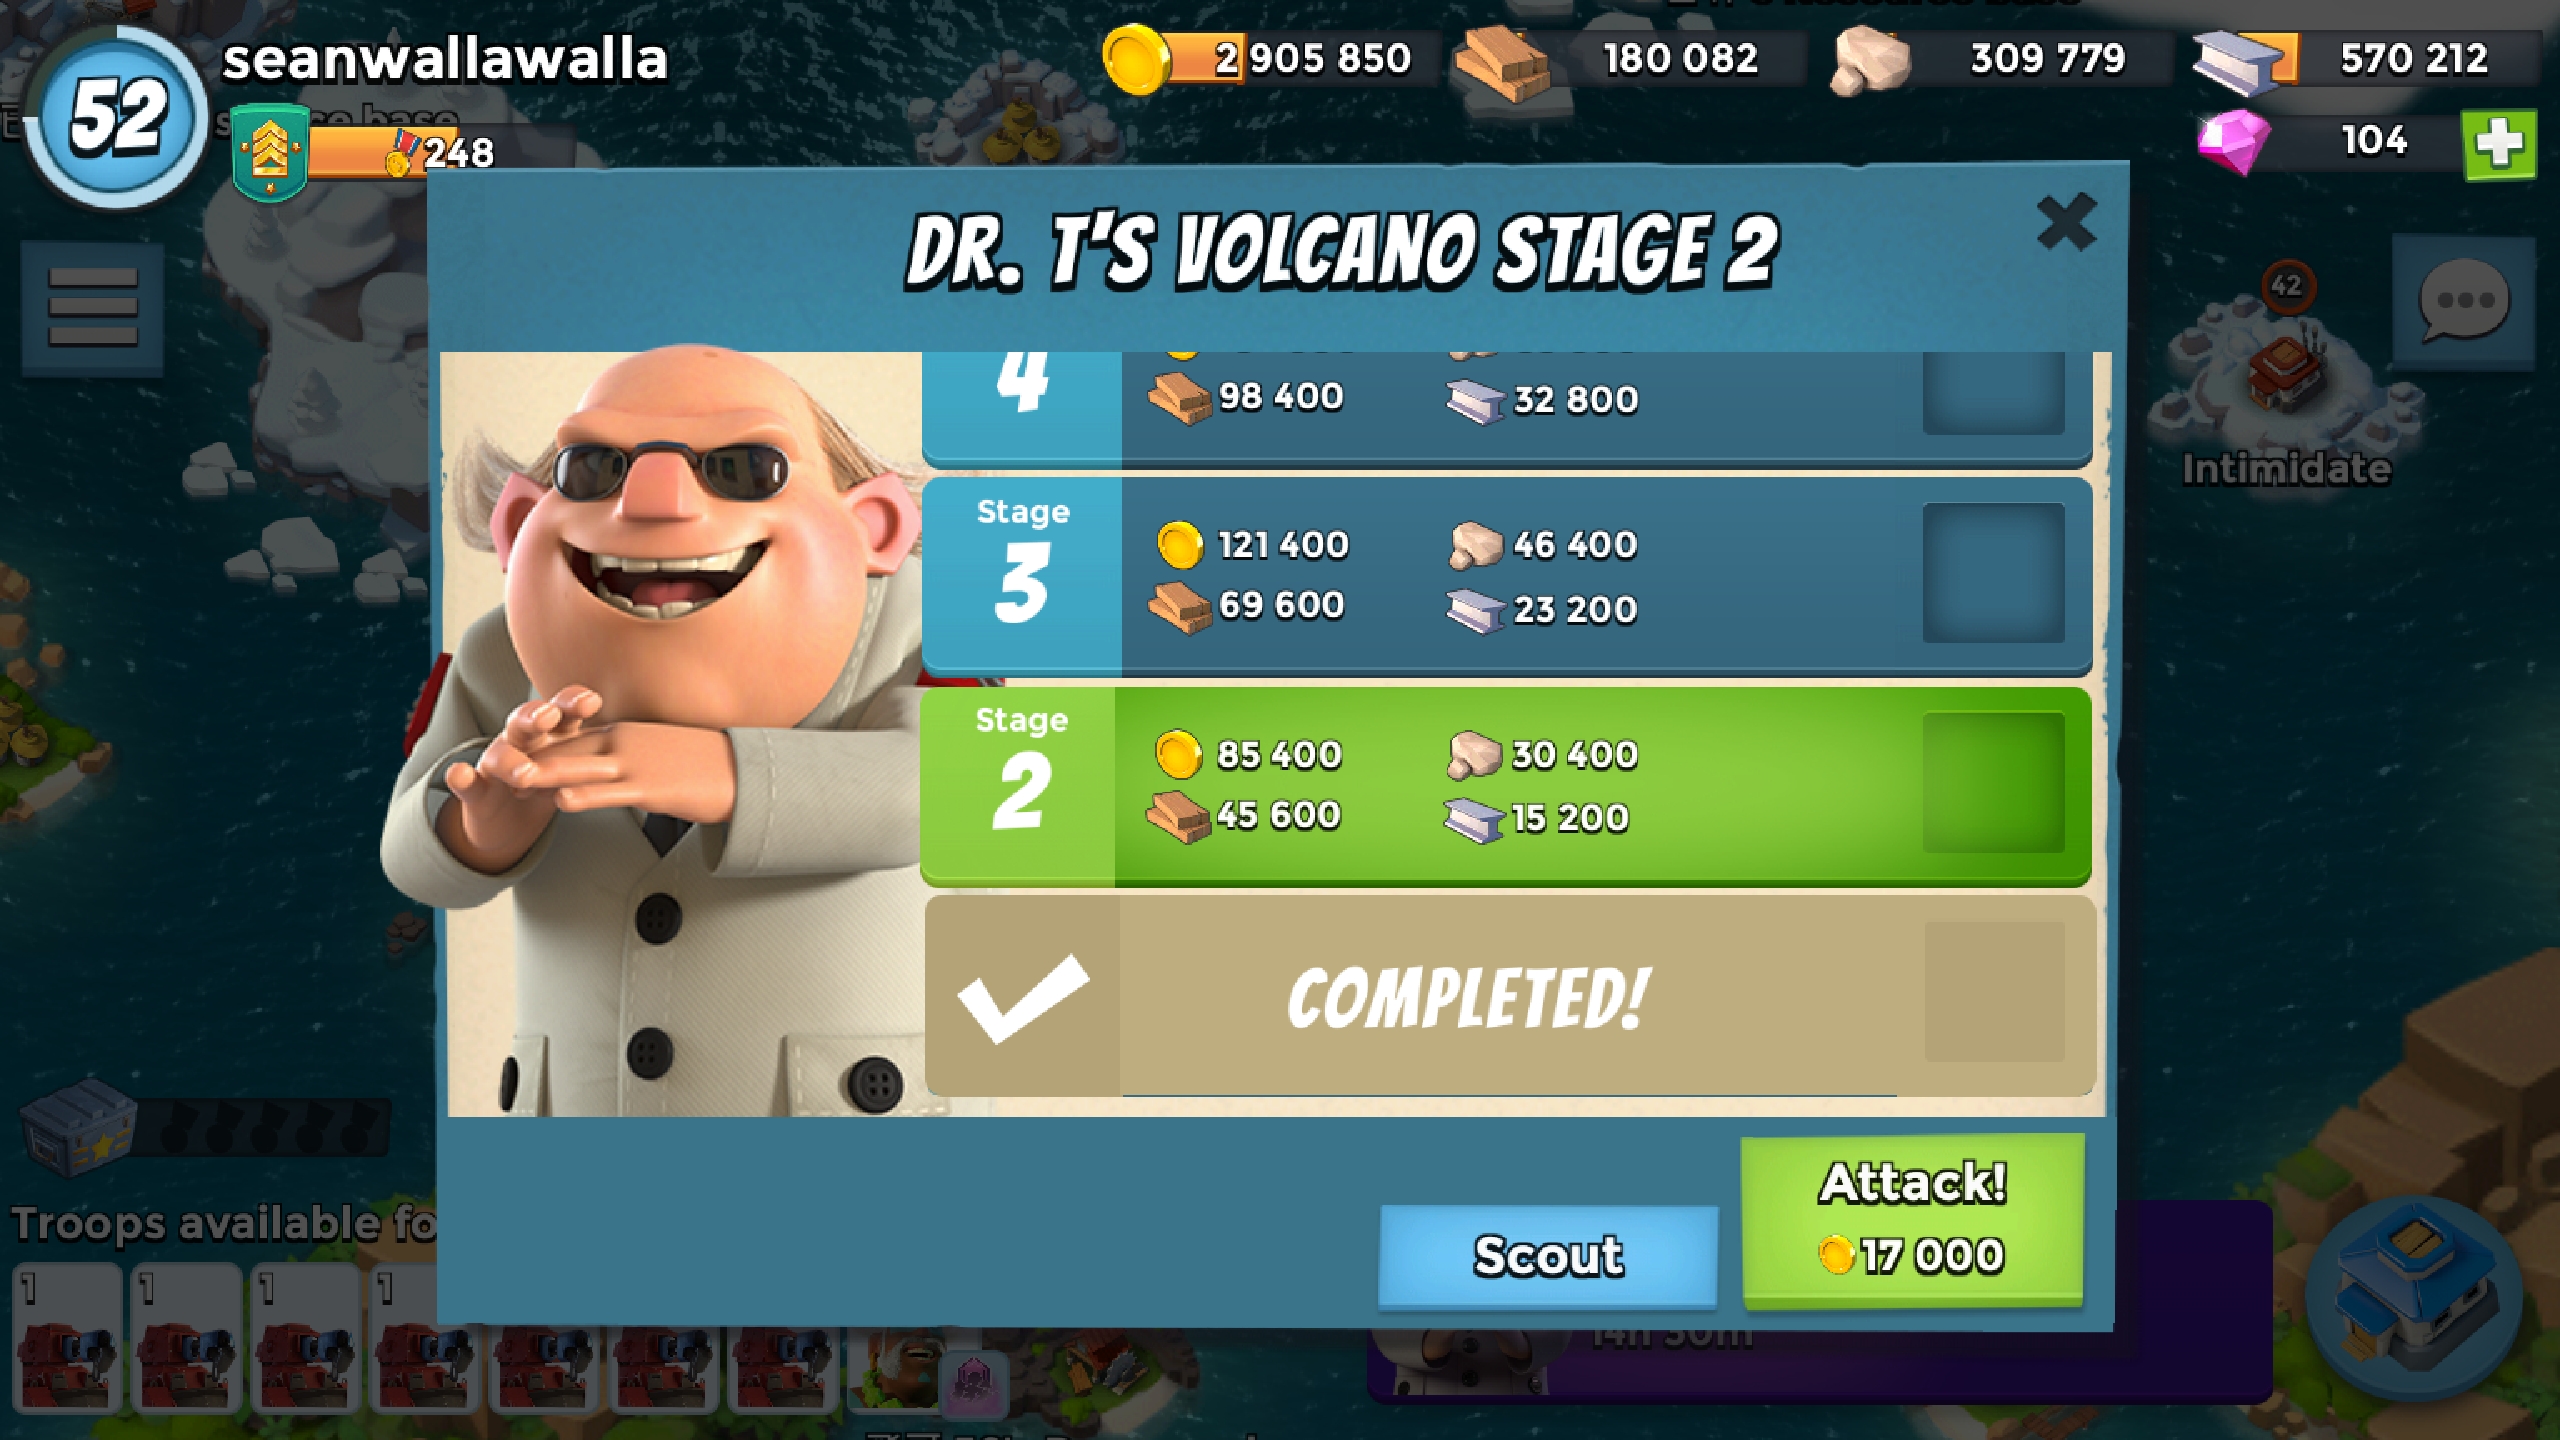 52
seanwallawalla
248
2 905 850
180 082
309 779
570 212
104
DR. T'S VOLCANO STAGE 2
42
Intimidate
4
98 400
32 800
Stage
3
121 400
46 400
69 600
23 200
Stage
2
85 400
30 400
45 600
15 200
COMPLETED!
Scout
Attack!
17 000
Troops available fo
1
1
1
1
14h 30m